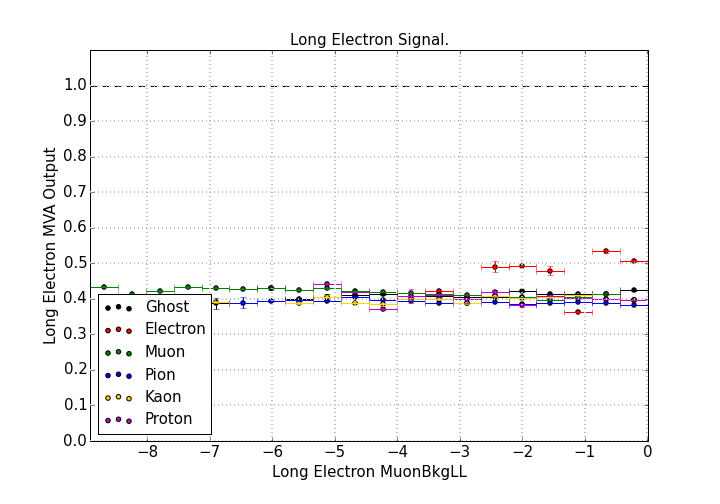 Long Electron Signal.
Long Electron MVA Output
1.0
0.9
0.8
0.7
0.6
0.5
0.4
0.3
0.2
0.1
0.0
Ghost
Electron
Muon
Pion
Kaon
Proton
−8 −7 −6 −5 −4 −3 −2 −1 0
Long Electron MuonBkgLL